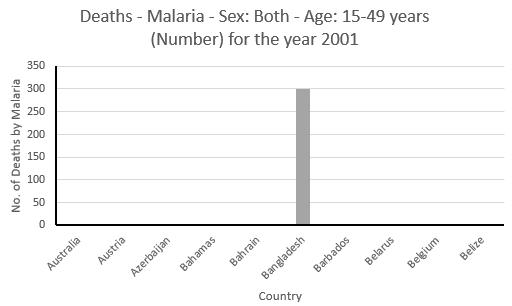 Deaths - Malaria - Sex: Both - Age: 15-49 years
(Number) for the year 2001
No. of Deaths by Malaria
350
300
250
200
150
100
50
0
Australia
Austria
Azerbaijan
Bahamas
Bahrain
Bangladesh
Barbados
Belarus
Belgium
Belize
Country